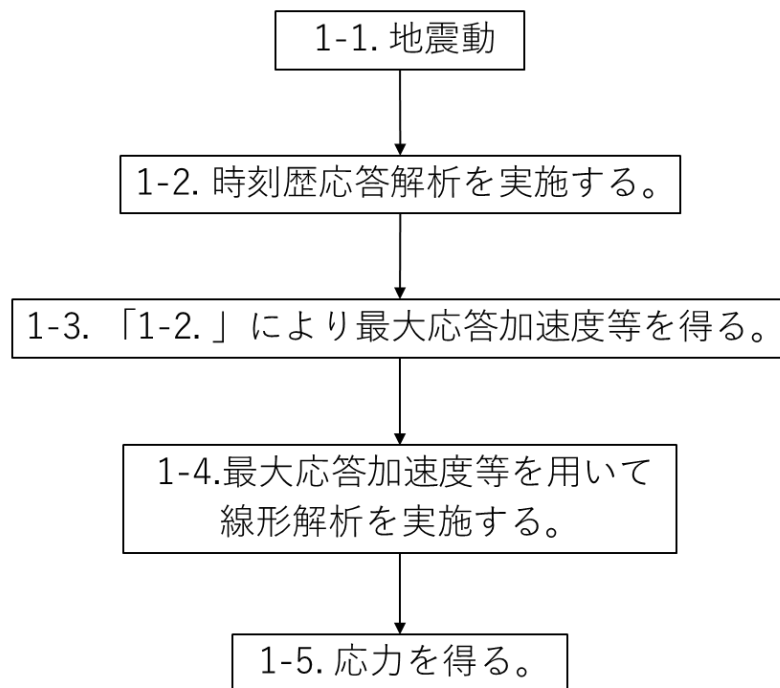 1-1. 地震動
1-2. 時刻歴応答解析を実施する。
1-3. 「1-2. 」により最大応答加速度等を得る。
1-4.最大応答加速度等を用いて
線形解析を実施する。
1-5. 応力を得る。